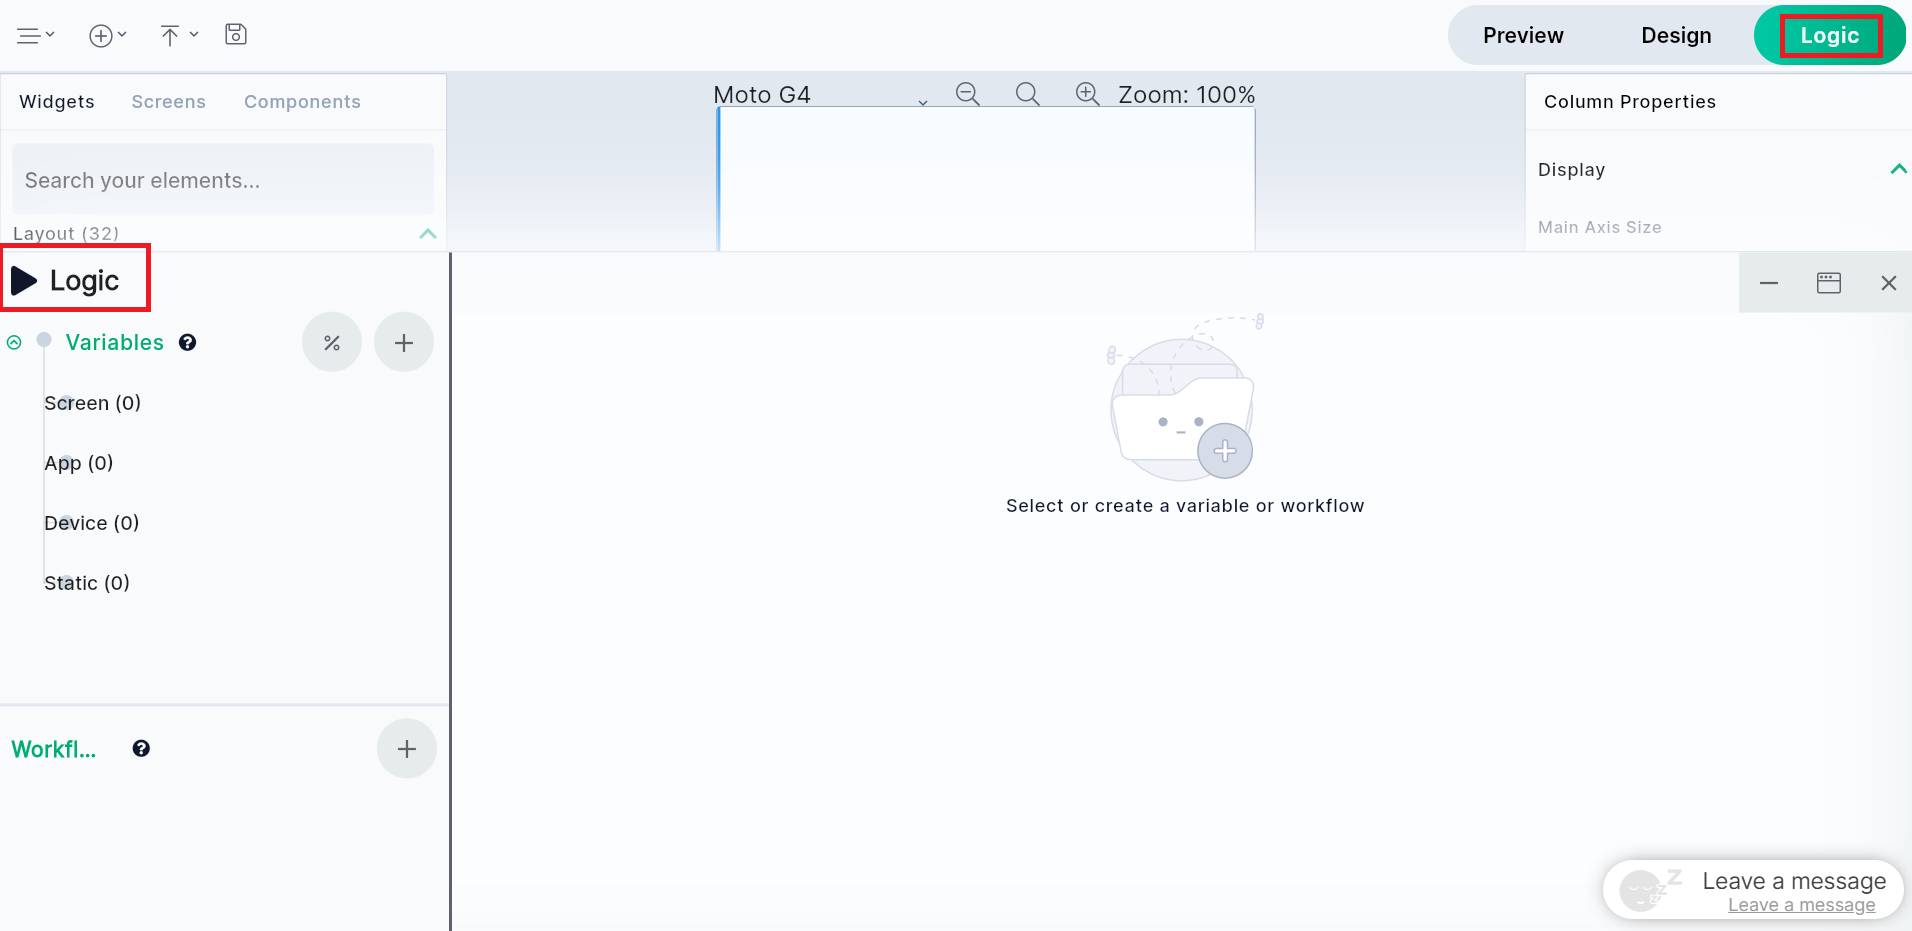 Preview
Design
Logic
Widgets
Screens
Components
Moto G4
Zoom: 100%
Column Properties
Search your elements...
Display
Layout (32)
Main Axis Size
Logic
Variables
%
Screen (0)
App (0)
Device (0)
Static (0)
Select or create a variable or workflow
Workfl...
Leave a message
Leave a message